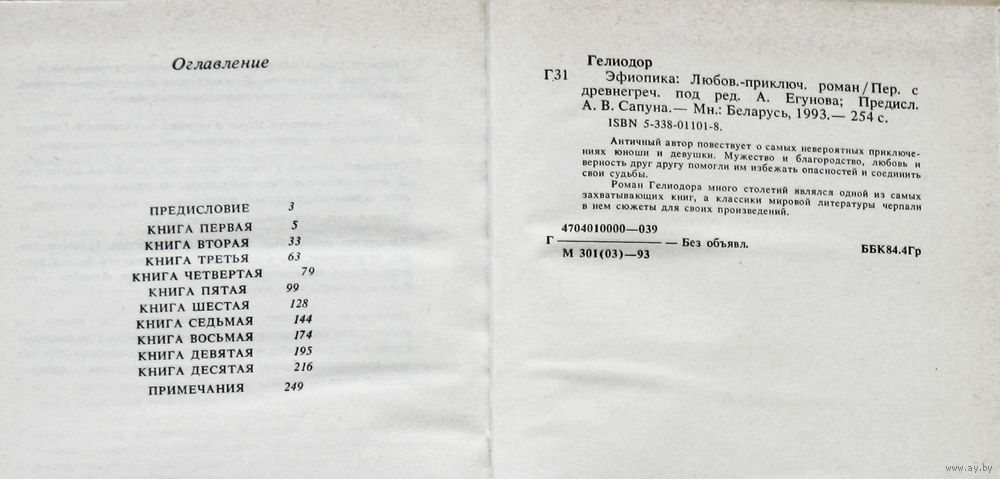 Оглавление
ПРЕДИСЛОВИЕ 3
КНИГА ПЕРВАЯ 5
КНИГА ВТОРАЯ 33
КНИГА ТРЕТЬЯ 63
КНИГА ЧЕТВЕРТАЯ 79
КНИГА ПЯТАЯ 99
КНИГА ШЕСТАЯ 128
КНИГА СЕДЬМАЯ 144
КНИГА ВОСЬМАЯ 174
КНИГА ДЕВЯТАЯ 195
КНИГА ДЕСЯТАЯ 216
ПРИМЕЧАНИЯ 249
Гелиодор
Г31 Эфиопика: Любов.-приключ. роман/Пер. с
древнегреч. под ред. А. Егунова; Предисл.
А. В. Сапуна.— Мн.: Беларусь, 1993.— 254 с.
ISBN 5-338-01101-8.
Античный автор повествует о самых невероятных приключе-
ниях юноши и девушки. Мужество и благородство, любовь и
верность друг другу помогли им избежать опасностей и соединить
свои судьбы.
Роман Гелиодора много столетий являлся одной из самых
захватывающих книг, а классики мировой литературы черпали
в нем сюжеты для своих произведений.
4704010000—039
Г ———— — Без объявл. ББК84.4Гр
М 301(03)—93
www.ay.by